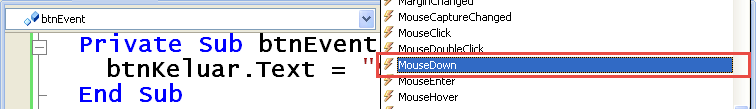 btnEvent
Private Sub btnEvent
btnKeluar.Text = "
End Sub
MarginChanged
MouseCaptureChanged
MouseClick
MouseDoubleClick
MouseDown
MouseEnter
MouseHover